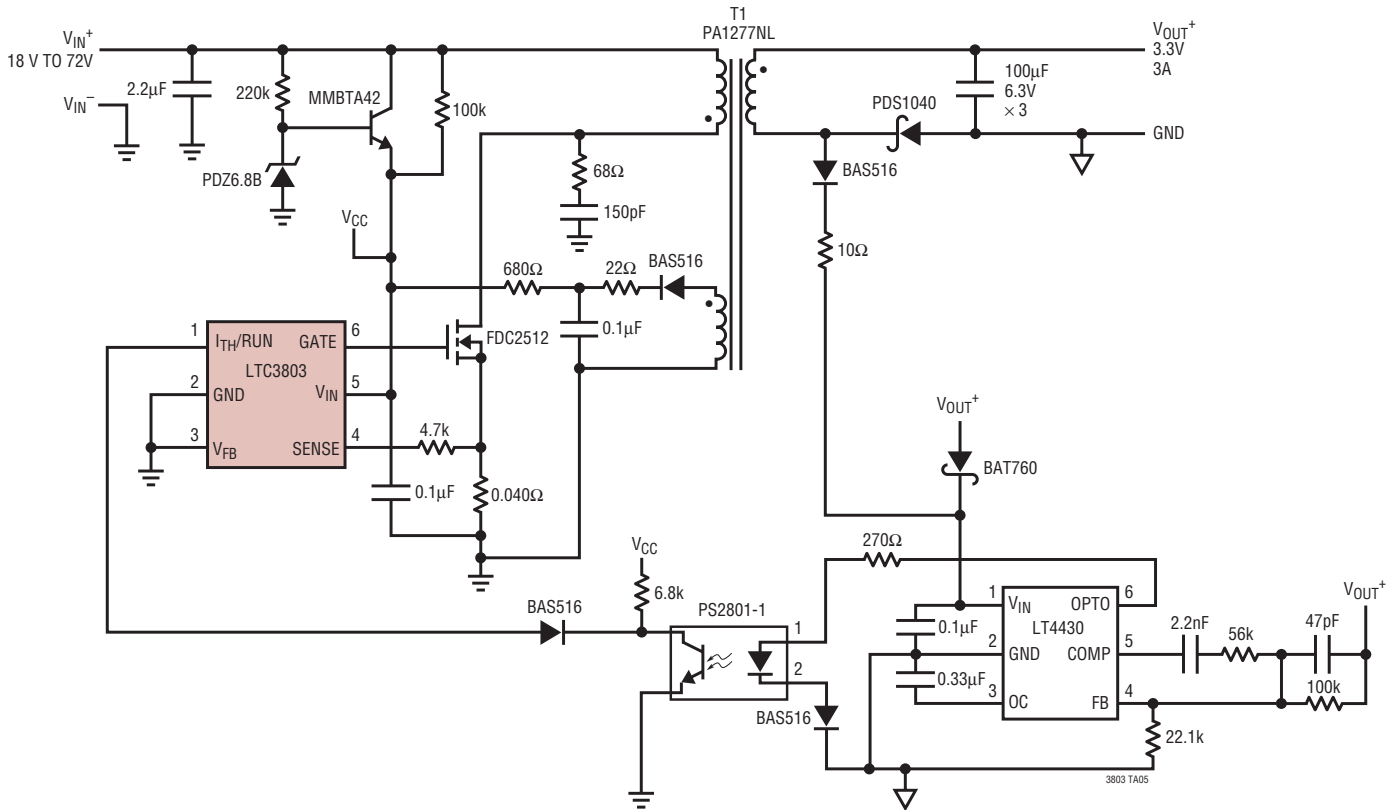 T1
PA1277NL
VIN+
18 V TO 72V
VIN−
2.2µF
220k
MMBTA42
100k
PDZ6.8B
VCC
68Ω
150pF
VOUT+
3.3V
3A
100µF
6.3V
× 3
PDS1040
GND
BAS516
10Ω
680Ω
22Ω
BAS516
0.1µF
FDC2512
1
ITH/RUN
GATE
6
LTC3803
2
GND
VIN
5
3
VFB
SENSE
4
4.7k
0.1µF
0.040Ω
VOUT+
BAT760
270Ω
VCC
6.8k
BAS516
PS2801-1
1
2
BAS516
1
VIN
OPTO
6
LT4430
0.1µF
2
GND
COMP
5
0.33µF
3
OC
FB
4
2.2nF
56k
47pF
VOUT+
100k
22.1k
3803 TA05